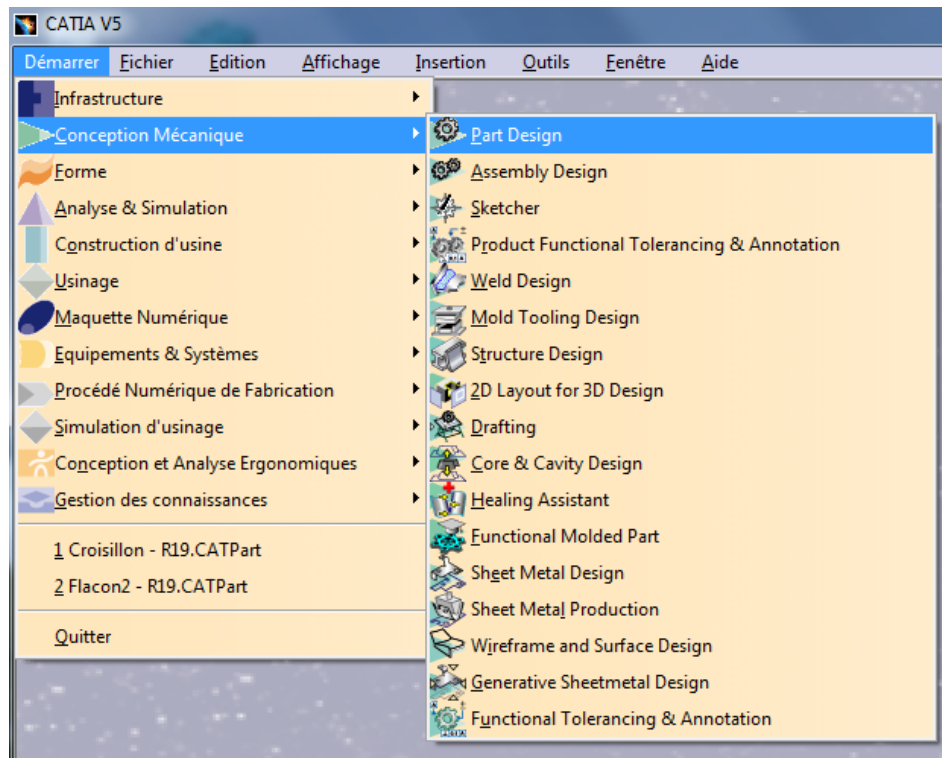 CATIA V5
Démarrer Fichier Edition Affichage Insertion Outils Fenêtre Aide
Infrastructure
Conception Mécanique
Forme
Analyse & Simulation
Construction d'usine
Usinage
Maquette Numérique
Equipements & Systèmes
Procédé Numérique de Fabrication
Simulation d'usinage
Conception et Analyse Ergonomiques
Gestion des connaissances
1 Croisillon - R19.CATPart
2 Flacon2 - R19.CATPart
Quitter
Part Design
Assembly Design
Sketcher
Product Functional Tolerancing & Annotation
Weld Design
Mold Tooling Design
Structure Design
2D Layout for 3D Design
Drafting
Core & Cavity Design
Healing Assistant
Functional Molded Part
Sheet Metal Design
Sheet Metal Production
Wireframe and Surface Design
Generative Sheetmetal Design
Functional Tolerancing & Annotation